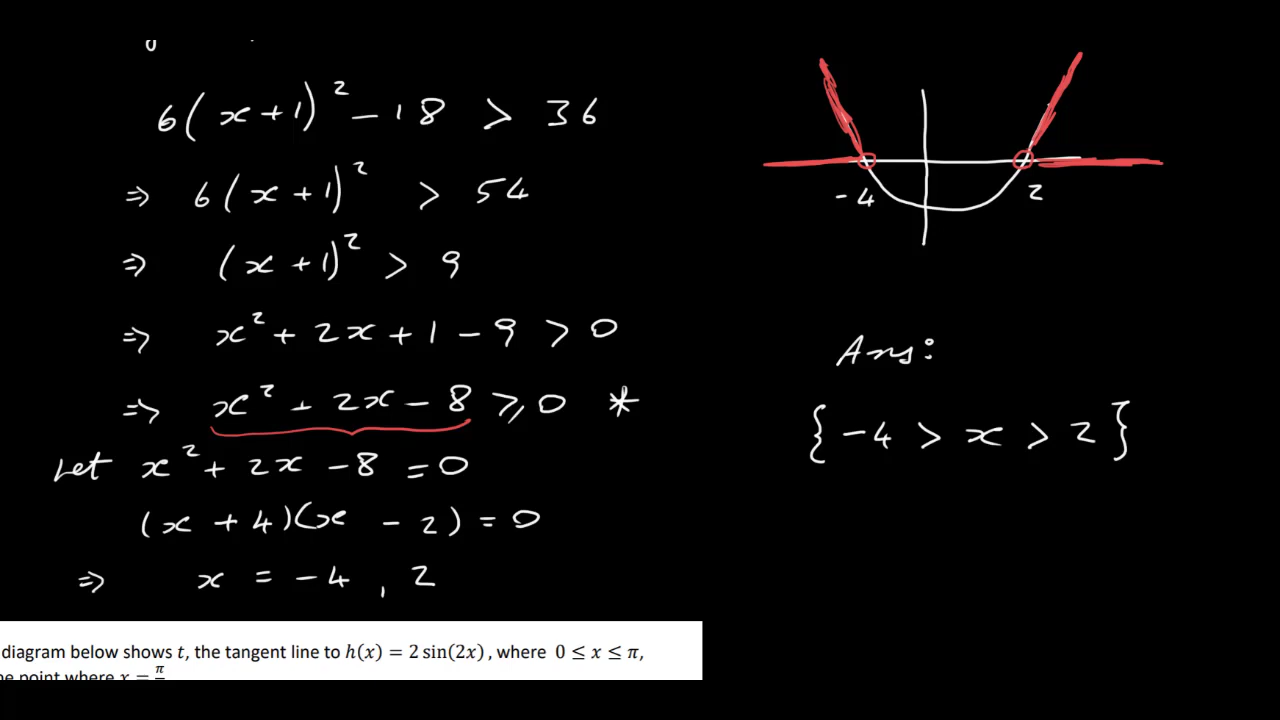 6(x+1)² - 18 > 36
⇒ 6(x+1)² > 54
⇒ (x+1)² > 9
⇒ x² + 2x + 1 - 9 > 0
⇒ x² + 2x - 8 ⩾ 0 *
Let x² + 2x - 8 = 0
(x + 4)(x - 2) = 0
⇒ x = -4 , 2
-4 2
Ans:
{ -4 > x > 2 }
diagram below shows t, the tangent line to h(x) = 2 sin(2x), where 0 ≤ x ≤ π,
point where x = π